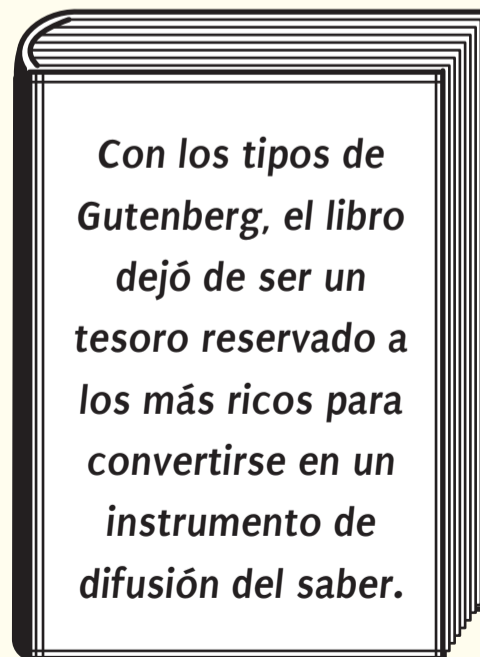 Con los tipos de
Gutenberg, el libro
dejó de ser un
tesoro reservado a
los más ricos para
convertirse en un
instrumento de
difusión del saber.